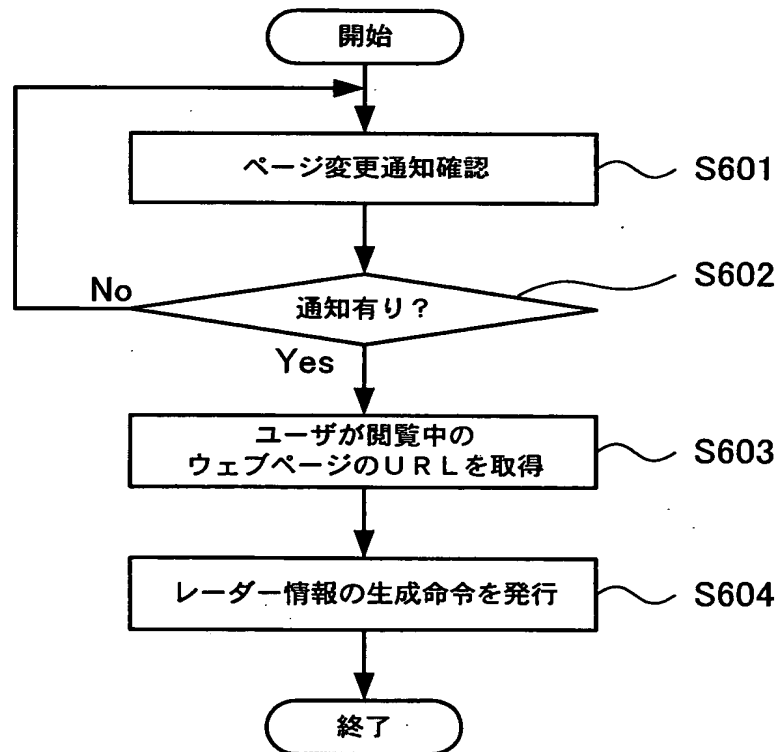 開始
ページ変更通知確認
S601
S602
No
通知有り？
Yes
ユーザが閲覧中の
ウェブページのＵＲＬを取得
S603
レーダー情報の生成命令を発行
S604
終了